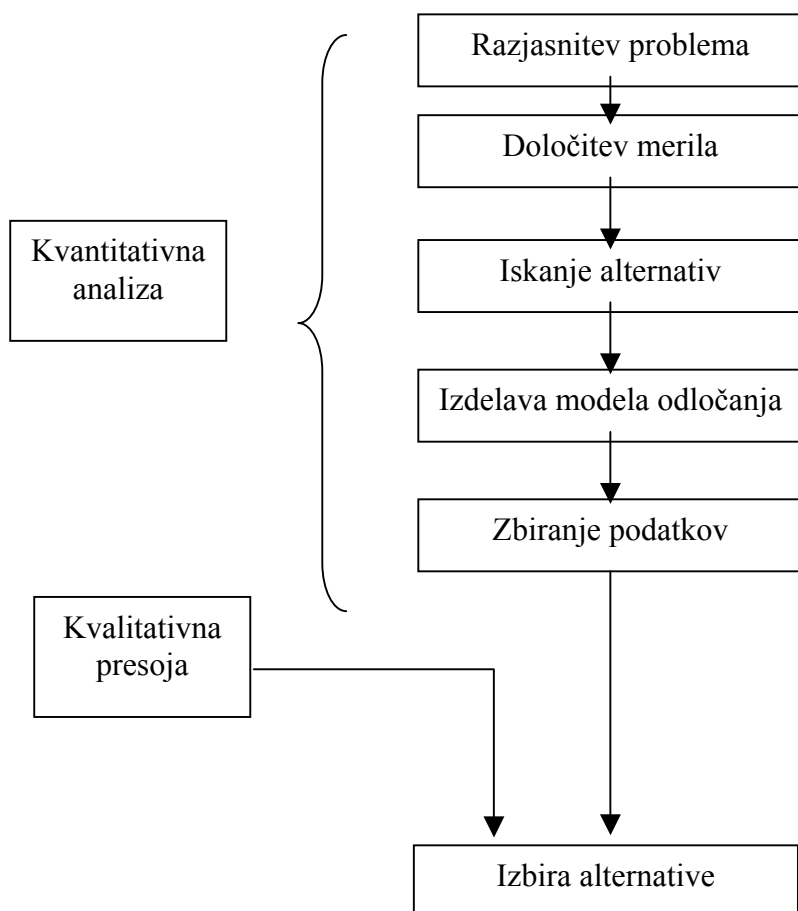 Razjasnitev problema
Določitev merila
Kvantitativna
analiza
Iskanje alternativ
Izdelava modela odločanja
Zbiranje podatkov
Kvalitativna
presoja
Izbira alternative